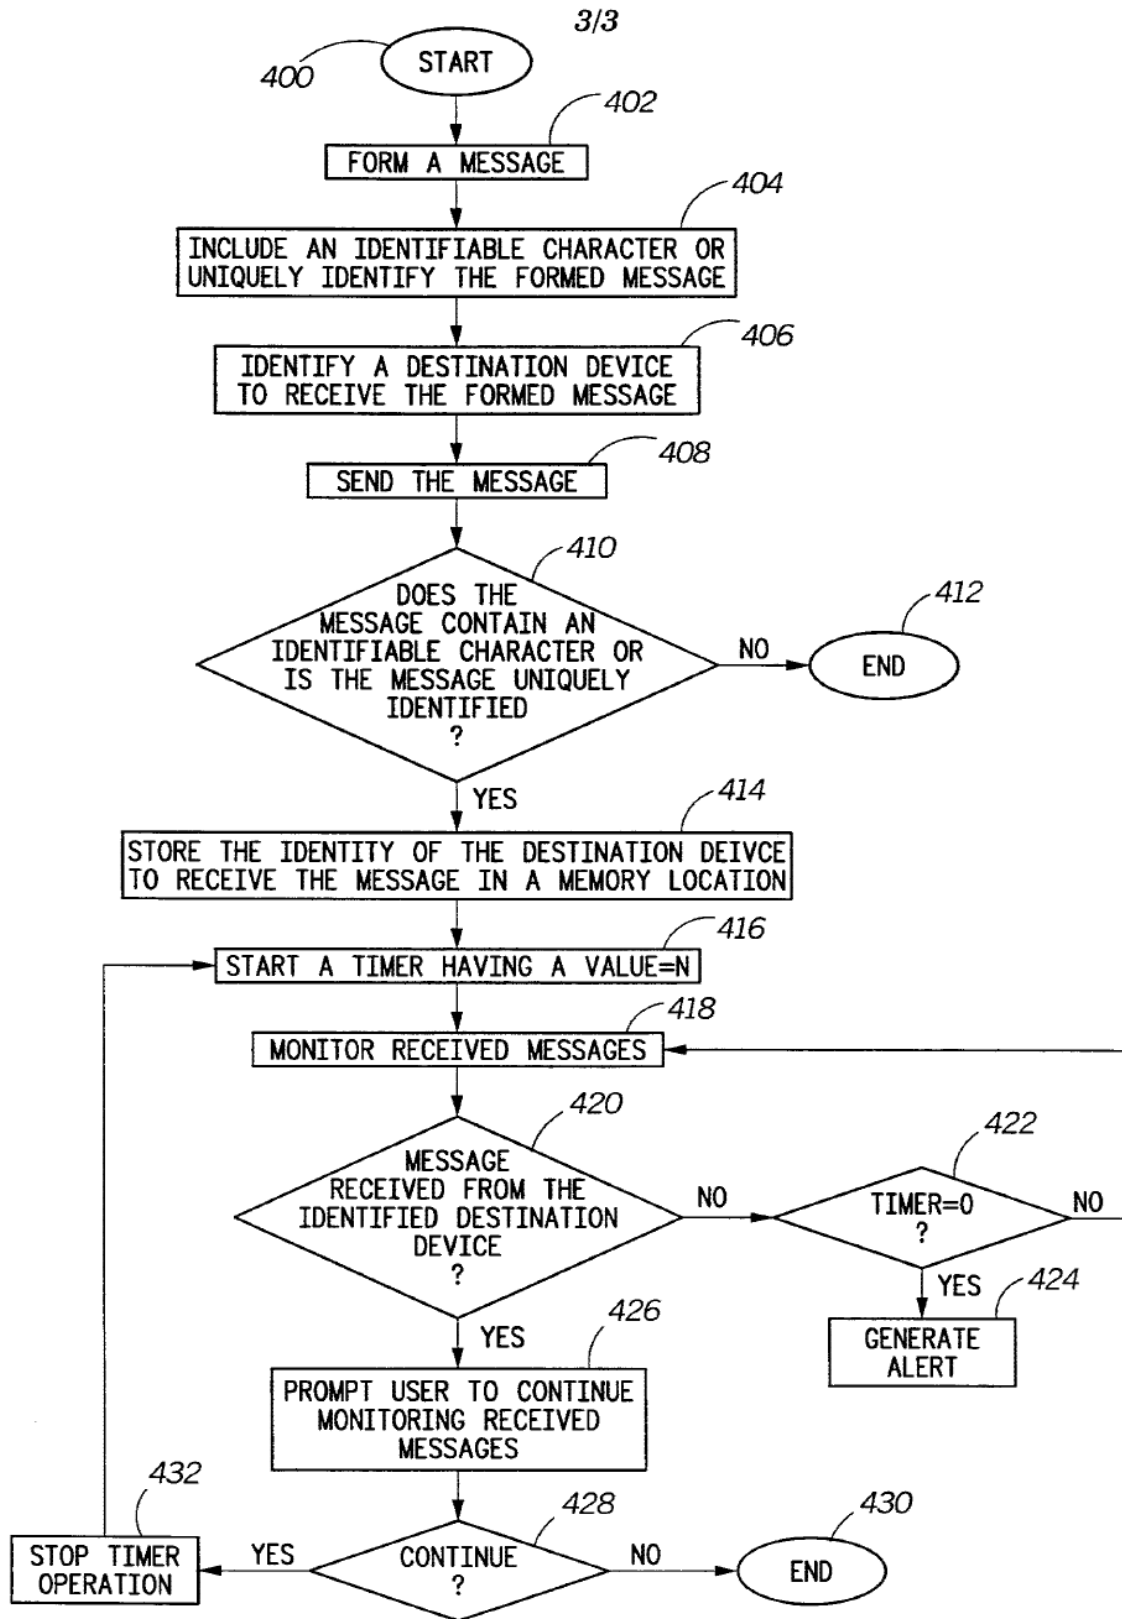 3/3
400
START
402
FORM A MESSAGE
404
INCLUDE AN IDENTIFIABLE CHARACTER OR
UNIQUELY IDENTIFY THE FORMED MESSAGE
406
IDENTIFY A DESTINATION DEVICE
TO RECEIVE THE FORMED MESSAGE
408
SEND THE MESSAGE
410
DOES THE
MESSAGE CONTAIN AN
IDENTIFIABLE CHARACTER OR
IS THE MESSAGE UNIQUELY
IDENTIFIED
?
NO
412
END
YES
414
STORE THE IDENTITY OF THE DESTINATION DEIVCE
TO RECEIVE THE MESSAGE IN A MEMORY LOCATION
416
START A TIMER HAVING A VALUE=N
418
MONITOR RECEIVED MESSAGES
420
MESSAGE
RECEIVED FROM THE
IDENTIFIED DESTINATION
DEVICE
?
NO
422
TIMER=0
?
NO
YES
424
GENERATE
ALERT
YES
426
PROMPT USER TO CONTINUE
MONITORING RECEIVED
MESSAGES
428
CONTINUE
?
YES
432
STOP TIMER
OPERATION
NO
430
END